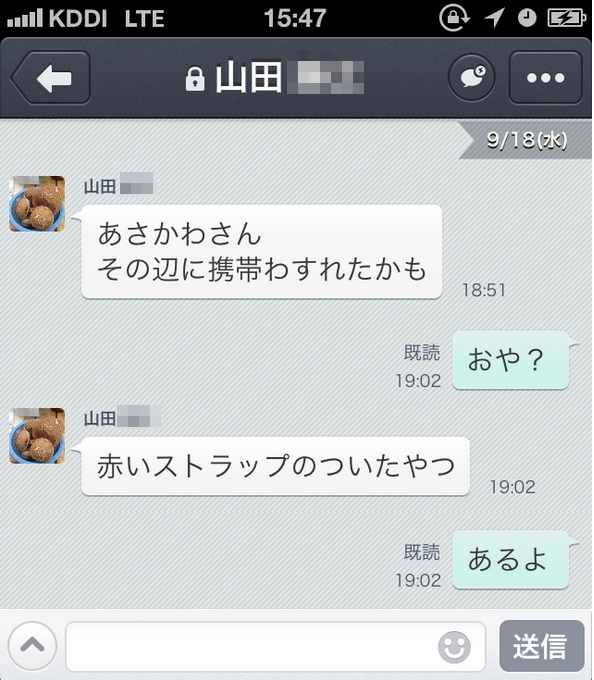 KDDI LTE 15:47
山田
9/18(水)
山田
あさかわさん
その辺に携帯わすれたかも
18:51
既読
19:02
おや？
山田
赤いストラップのついたやつ
19:02
既読
19:02
あるよ
送信